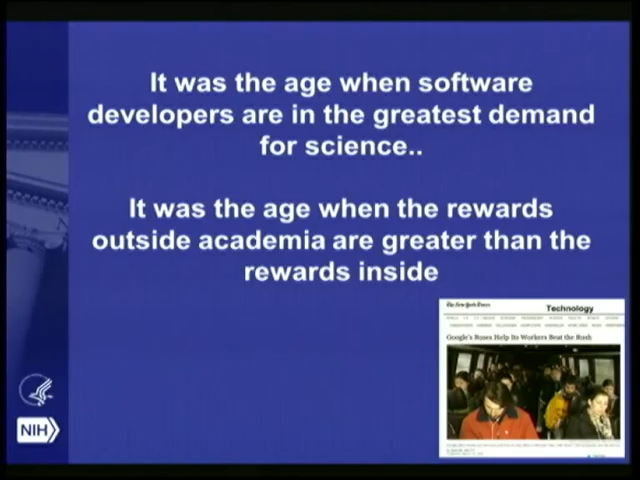 It was the age when software
developers are in the greatest demand
for science..
It was the age when the rewards
outside academia are greater than the
rewards inside
The New York Times
Technology
Google's Buses Help Its Workers Beat the Rush
NIH